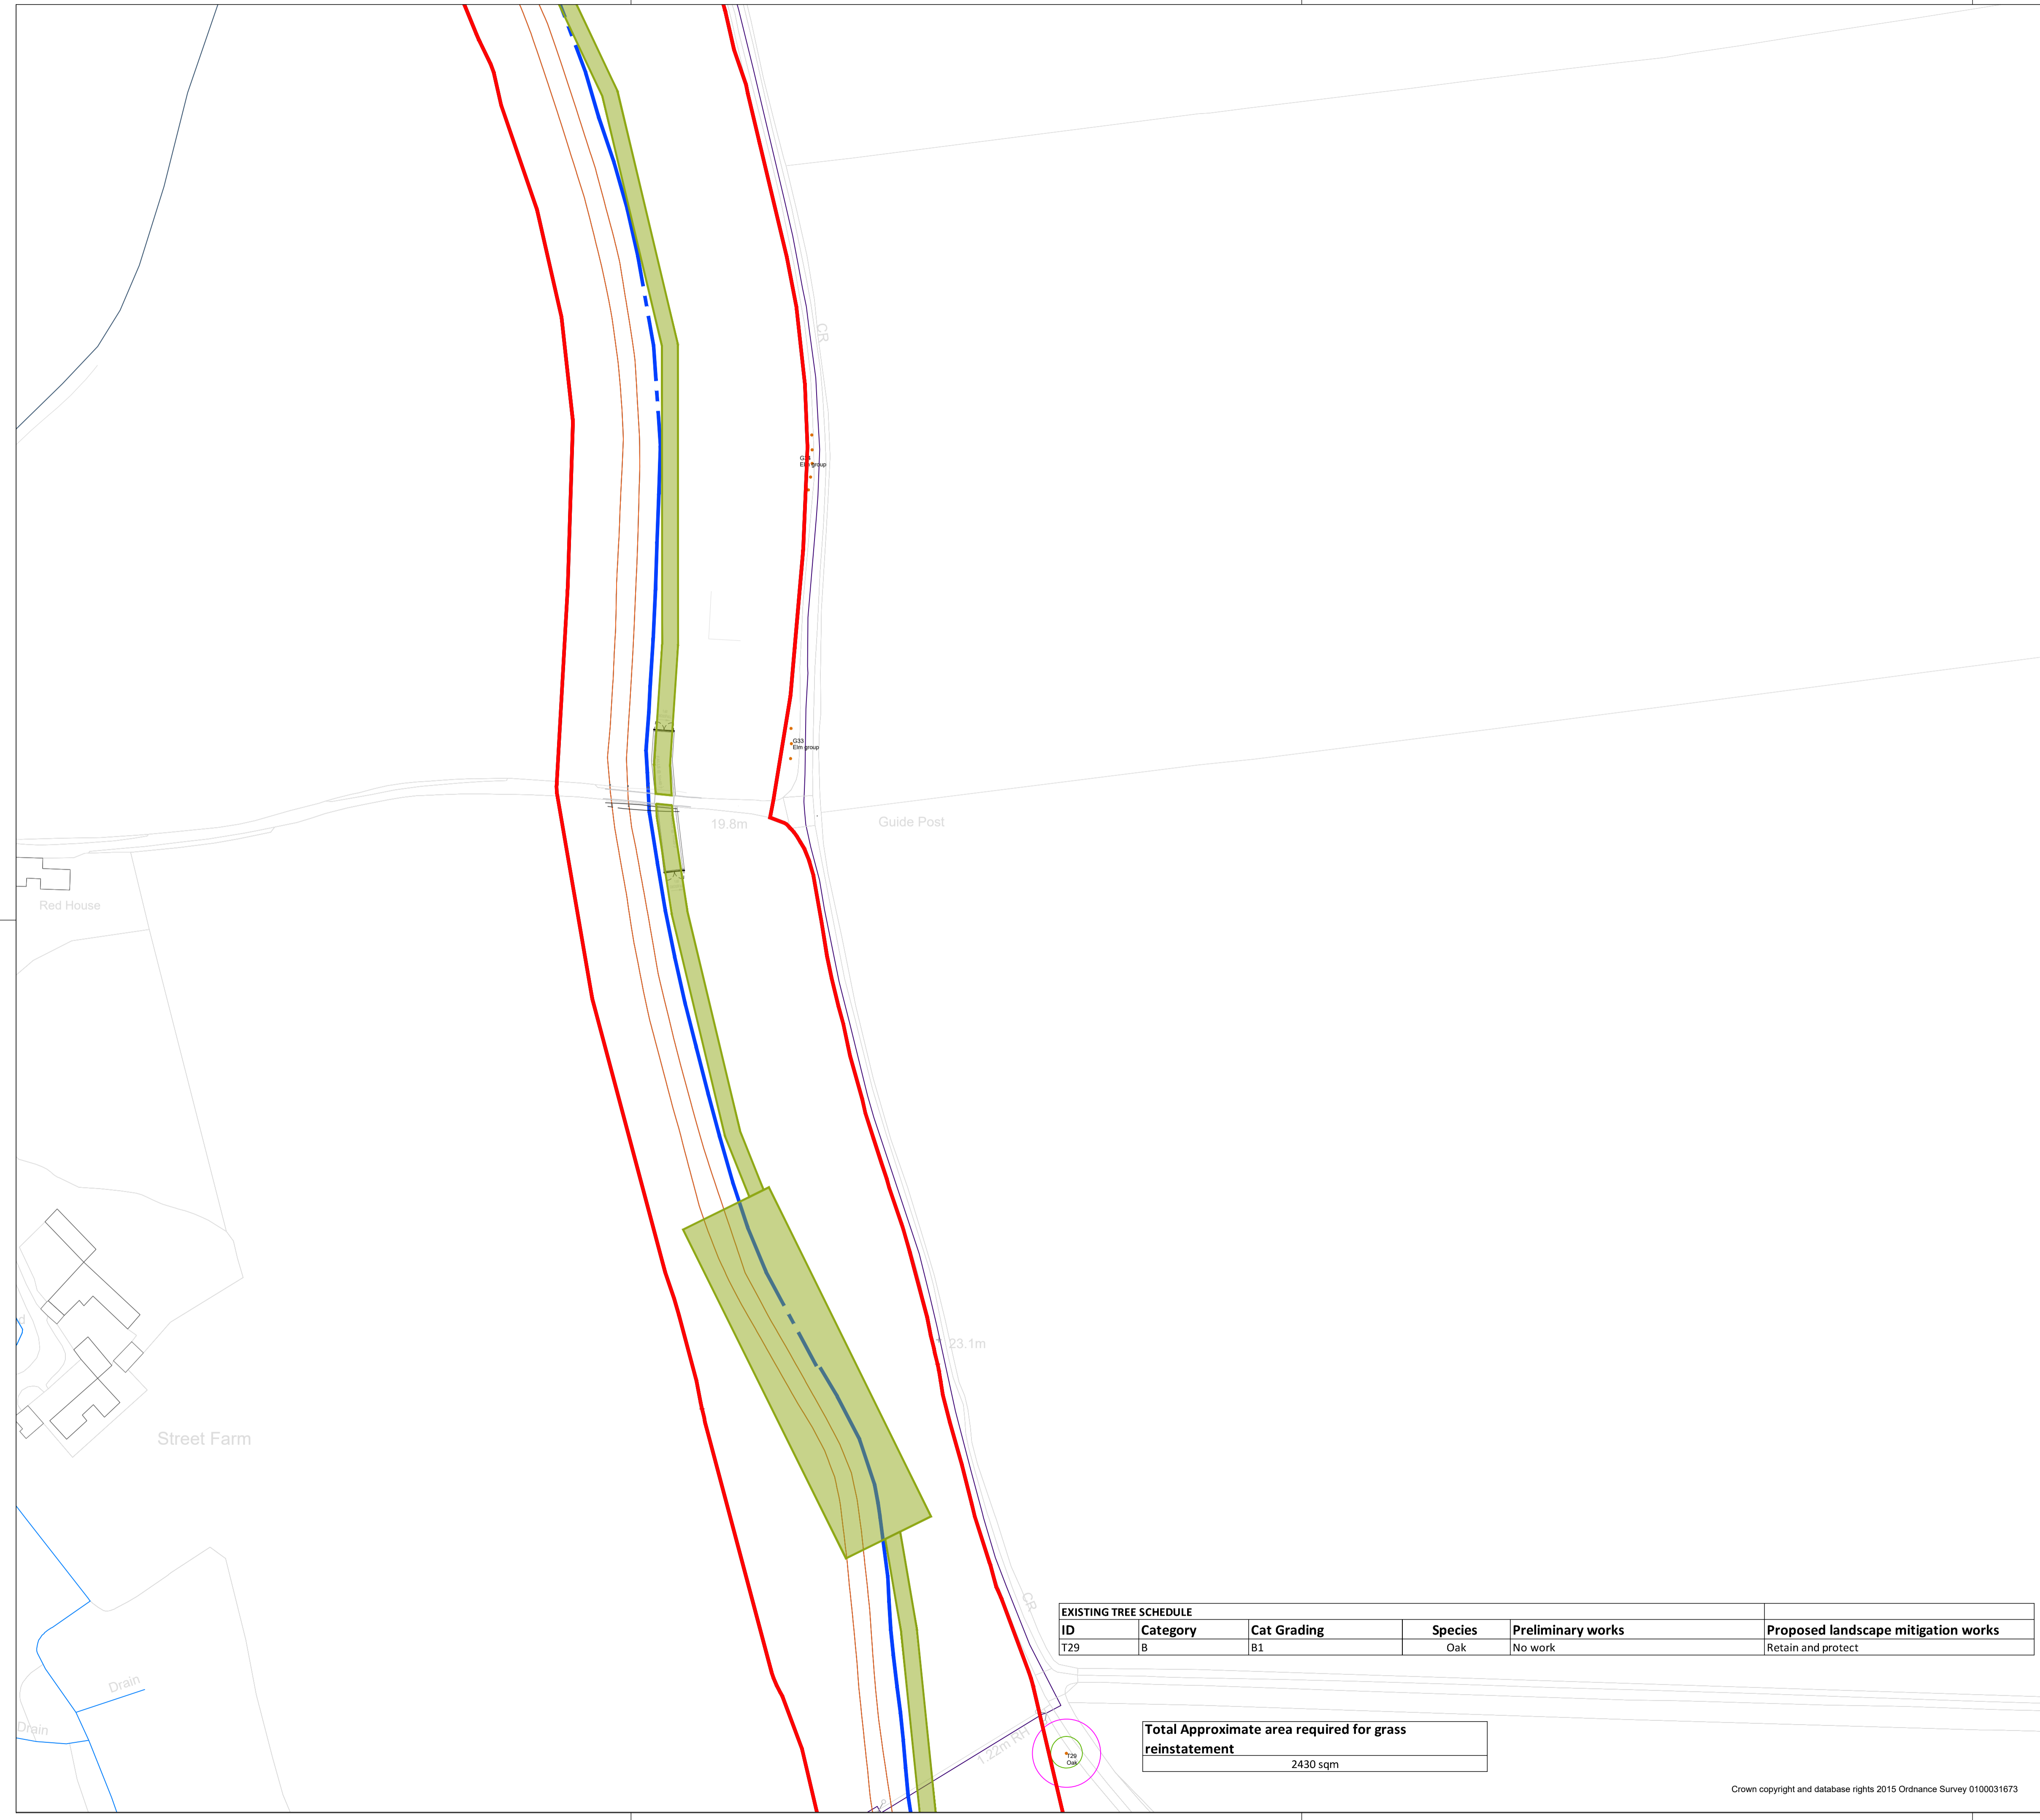 CR
Elm group
G33
Elm group
19.8m
Guide Post
Red House
23.1m
Street Farm
CR
EXISTING TREE SCHEDULE
ID Category Cat Grading Species Preliminary works Proposed landscape mitigation works
T29 B B1 Oak No work Retain and protect
Drain
Drain
1.22m RH
T29
Oak
Total Approximate area required for grass
reinstatement
2430 sqm
Crown copyright and database rights 2015 Ordnance Survey 0100031673